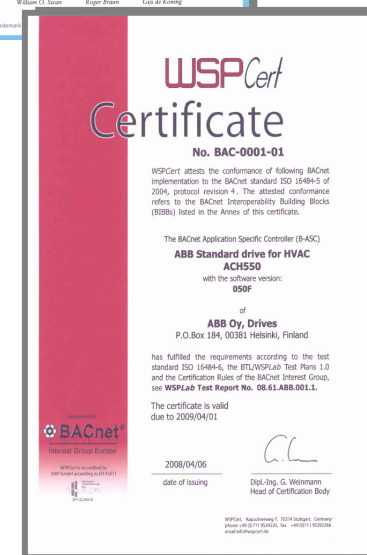 William O. Swan Roger Braun Gijs de Koning
WSPCert
Certificate
No. BAC-0001-01
WSPCert attests the conformance of following BACnet
implementation to the BACnet standard ISO 16484-5 of
2004, protocol revision 4. The attested conformance
refers to the BACnet Interoperability Building Blocks
(BIBBs) listed in the Annex of this certificate.
The BACnet Application Specific Controller (B-ASC)
ABB Standard drive for HVAC
ACH550
with the software version:
050F
of
ABB Oy, Drives
P.O.Box 184, 00381 Helsinki, Finland
has fulfilled the requirements according to the test
standard ISO 16484-6, the BTL/WSPLab Test Plans 1.0
and the Certification Rules of the BACnet Interest Group,
see WSPLab Test Report No. 08.61.ABB.001.1.
The certificate is valid
due to 2009/04/01
BACnet
Interest Group Europe
WSPCert is accredited by
2008/04/06
date of issuing
Dipl.-Ing. G. Weinmann
Head of Certification Body